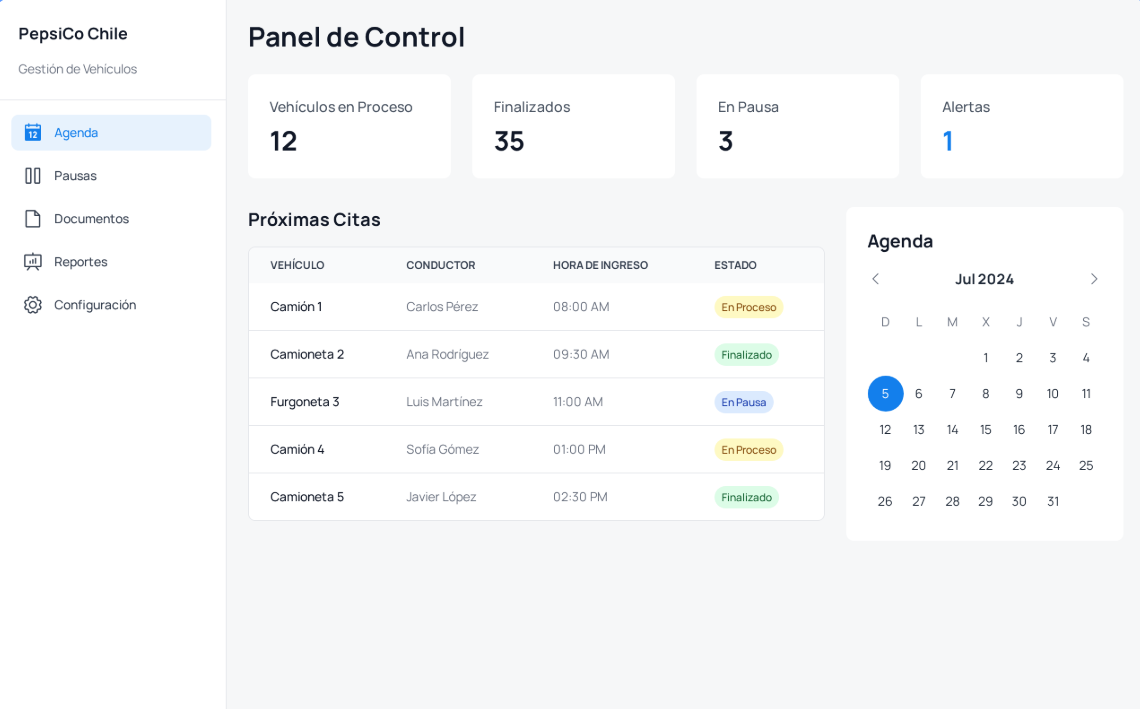 PepsiCo Chile
Gestión de Vehículos
12
Agenda
Pausas
Documentos
Reportes
Configuración
Panel de Control
Vehículos en Proceso
12
Finalizados
35
En Pausa
3
Alertas
1
Próximas Citas
VEHÍCULO CONDUCTOR HORA DE INGRESO ESTADO
Camión 1 Carlos Pérez 08:00 AM En Proceso
Camioneta 2 Ana Rodríguez 09:30 AM Finalizado
Furgoneta 3 Luis Martínez 11:00 AM En Pausa
Camión 4 Sofía Gómez 01:00 PM En Proceso
Camioneta 5 Javier López 02:30 PM Finalizado
Agenda
Jul 2024
D L M X J V S
1 2 3 4
5 6 7 8 9 10 11
12 13 14 15 16 17 18
19 20 21 22 23 24 25
26 27 28 29 30 31